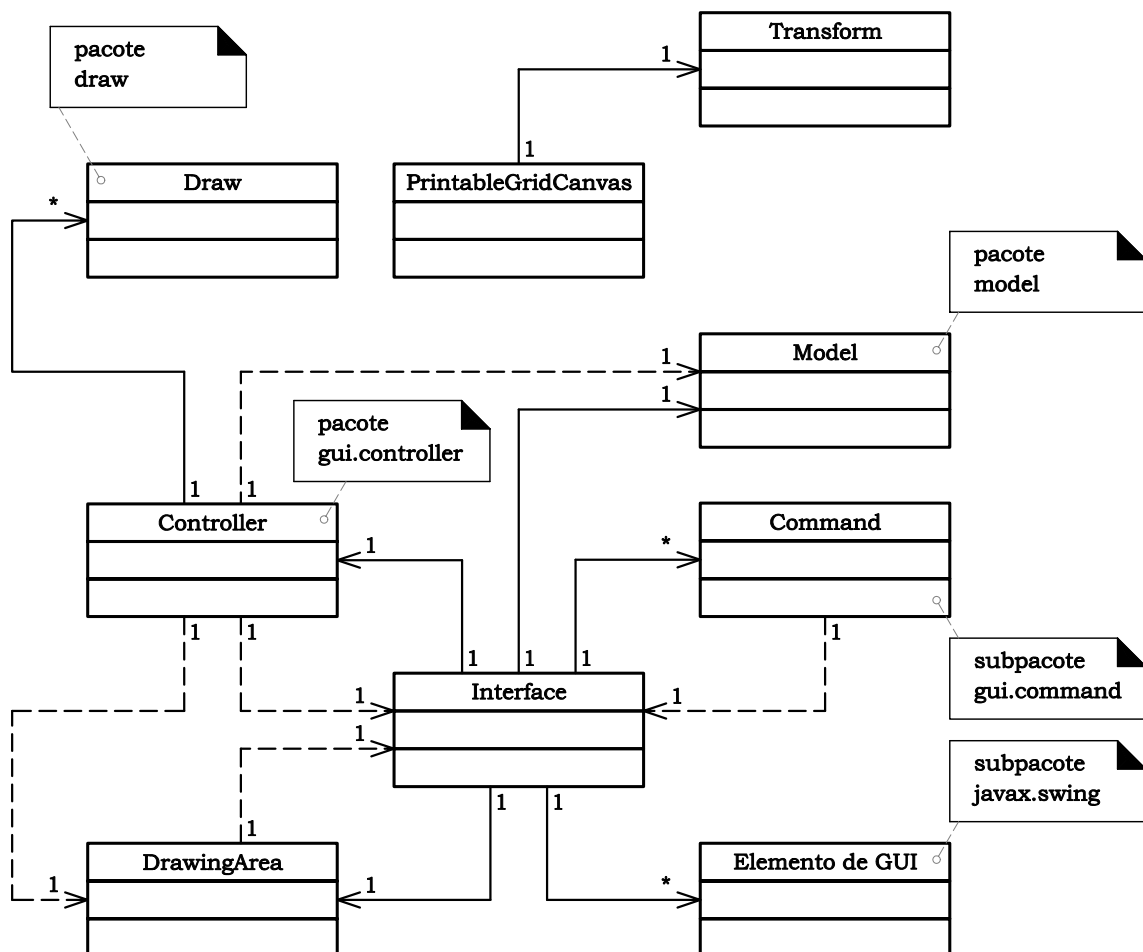 Transform
pacote
draw
1
1
Draw
PrintableGridCanvas
*
pacote
model
Model
1
1
pacote
gui.controller
1
1
Controller
Command
1
*
1
1
1
1
1
1
subpacote
gui.command
Interface
1
1
1
subpacote
javax.swing
1
1
1
DrawingArea
Elemento de GUI
1
1
*